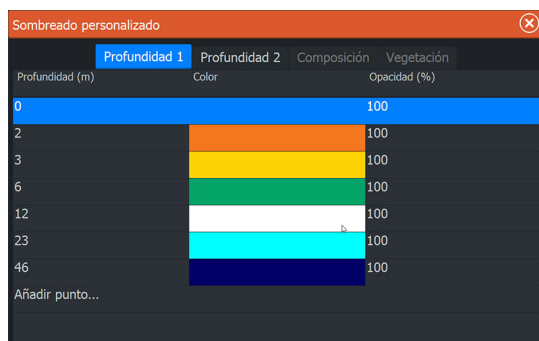 Sombreado personalizado
Profundidad 1 Profundidad 2 Composición Vegetación
Profundidad (m) Color Opacidad (%)
0 100
2 100
3 100
6 100
12 100
23 100
46 100
Añadir punto...